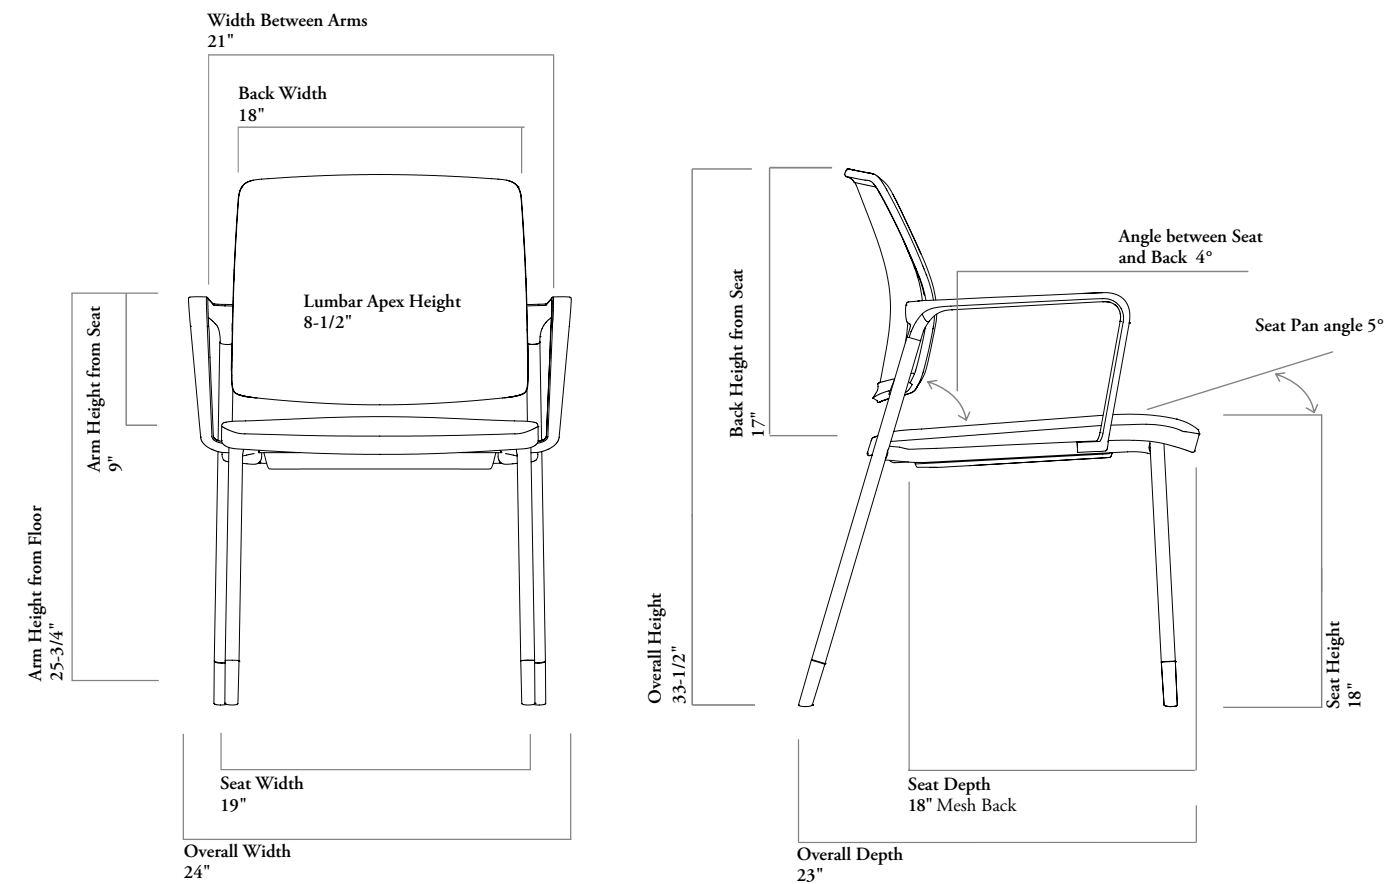 Width Between Arms
21"
Back Width
18"
Lumbar Apex Height
8-1/2"
Arm Height from Seat
9"
Arm Height from Floor
25-3/4"
Seat Width
19"
Overall Width
24"
Back Height from Seat
17"
Overall Height
33-1/2"
Angle between Seat
and Back 4°
Seat Pan angle 5°
Seat Height
18"
Seat Depth
18" Mesh Back
Overall Depth
23"